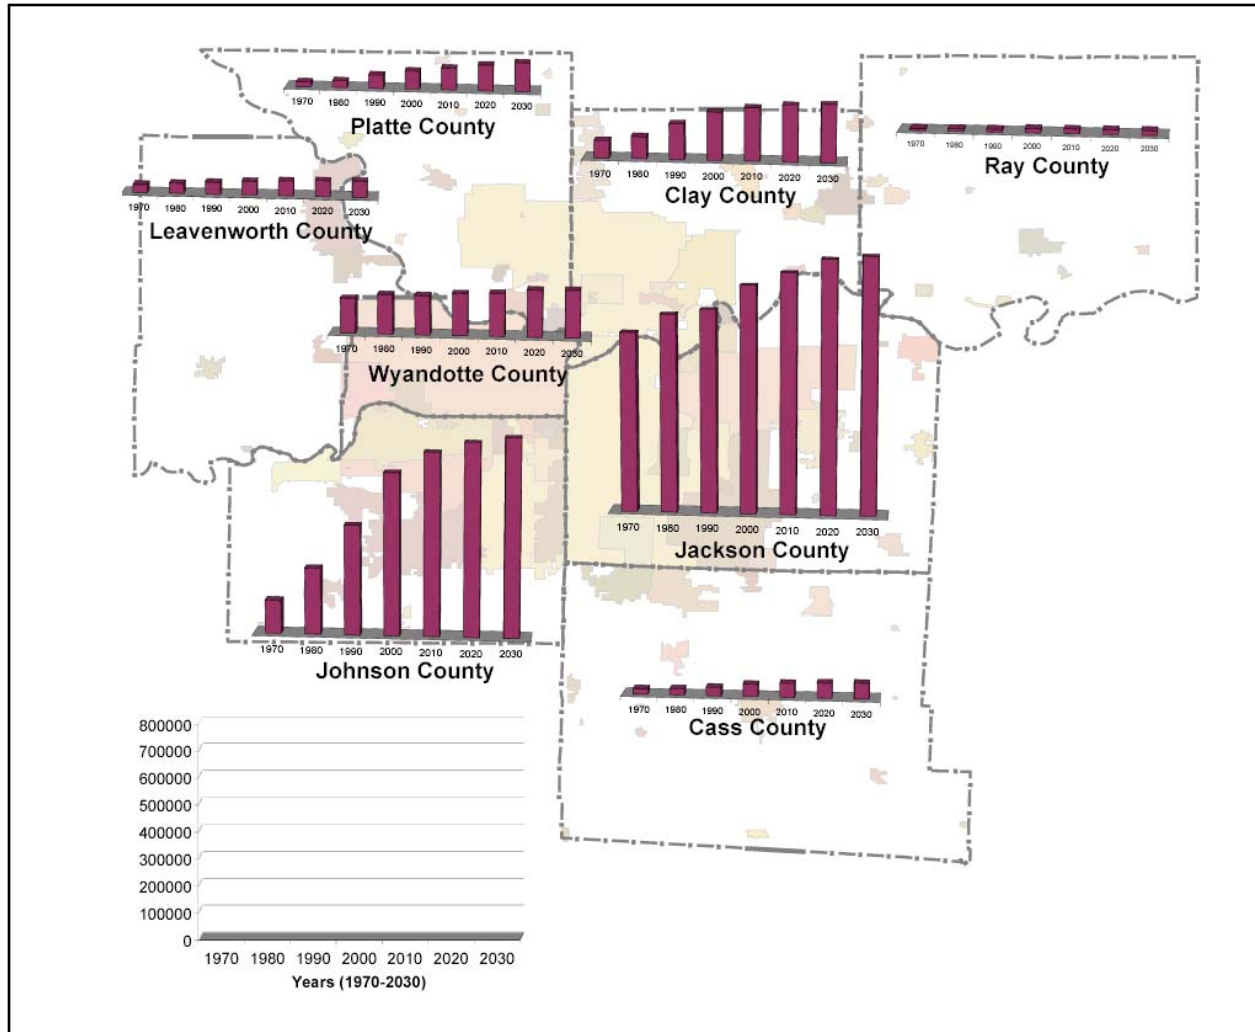 1970 1980 1990 2000 2010 2020 2030
Platte County
1970 1980 1990 2000 2010 2020 2030
Clay County
1970 1980 1990 2000 2010 2020 2030
Ray County
1970 1980 1990 2000 2010 2020 2030
Leavenworth County
1970 1980 1990 2000 2010 2020 2030
Wyandotte County
1970 1980 1990 2000 2010 2020 2030
Jackson County
1970 1980 1990 2000 2010 2020 2030
Johnson County
1970 1980 1990 2000 2010 2020 2030
Cass County
800000
700000
600000
500000
400000
300000
200000
100000
0
1970 1980 1990 2000 2010 2020 2030
Years (1970-2030)